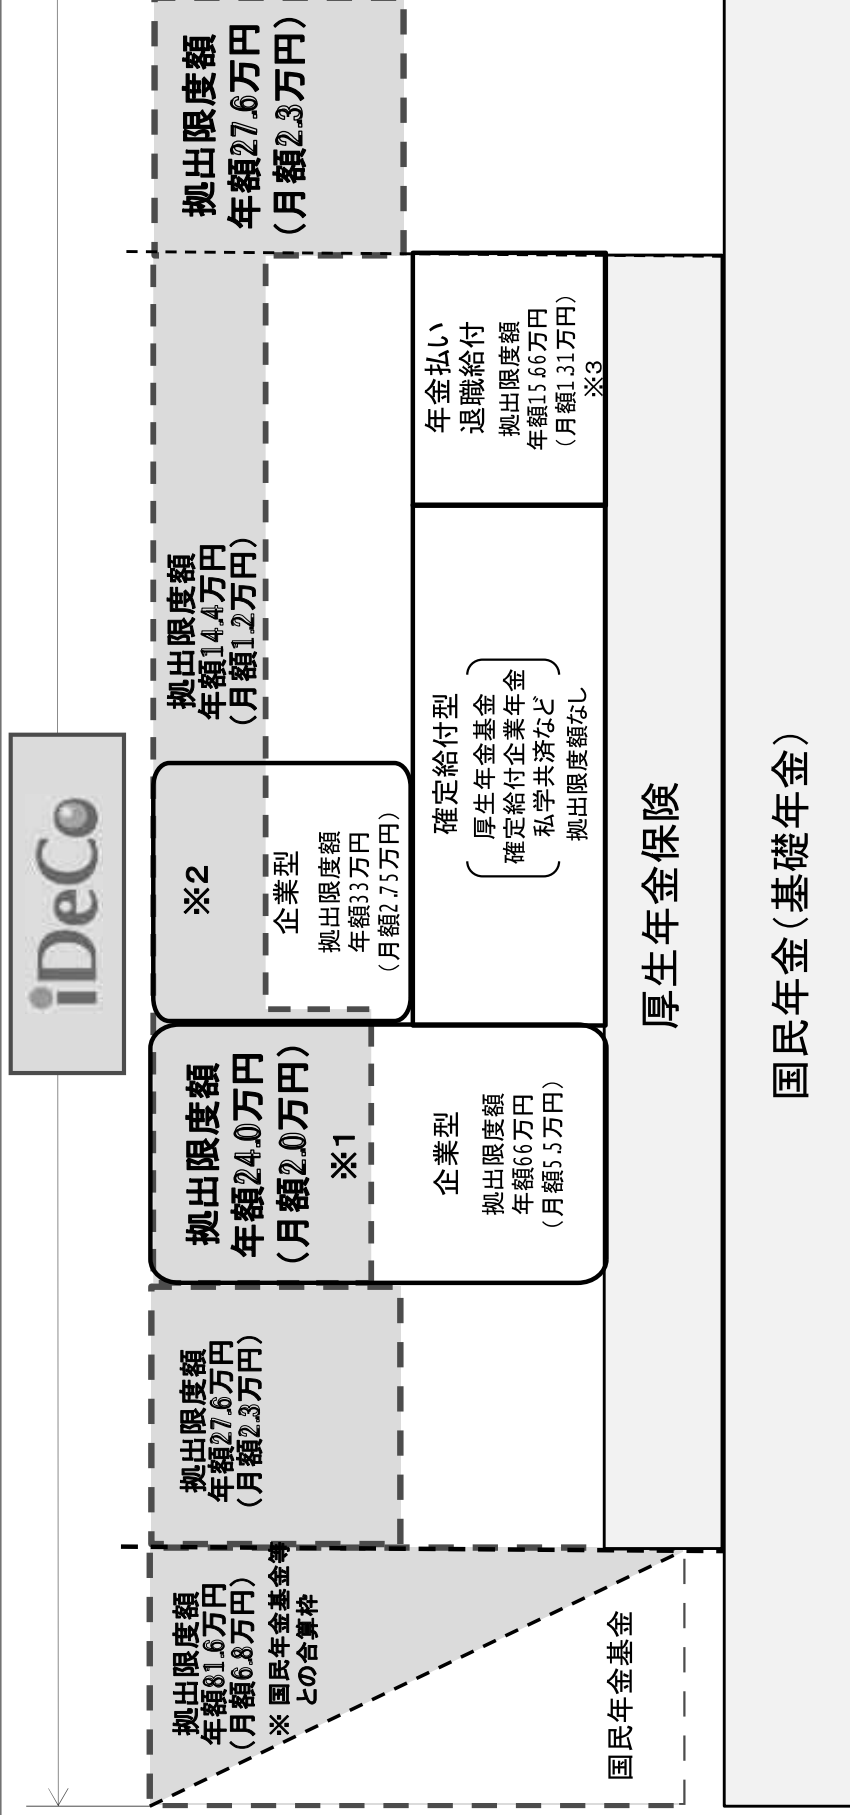 iDeCo
拠出限度額
年額81.6万円
(月額6.8万円)
※ 国民年金基金等
との合算枠
国民年金基金
拠出限度額
年額27.6万円
(月額2.3万円)
拠出限度額
年額24.0万円
(月額2.0万円)
※1
企業型
拠出限度額
年額66万円
(月額5.5万円)
※2
企業型
拠出限度額
年額33万円
(月額2.75万円)
拠出限度額
年額14.4万円
(月額1.2万円)
確定給付型
厚生年金基金
確定給付企業年金
私学共済など
拠出限度額なし
年金払い
退職給付
拠出限度額
年額15.66万円
(月額1.31万円)
※3
拠出限度額
年額27.6万円
(月額2.3万円)
厚生年金保険
国民年金(基礎年金)